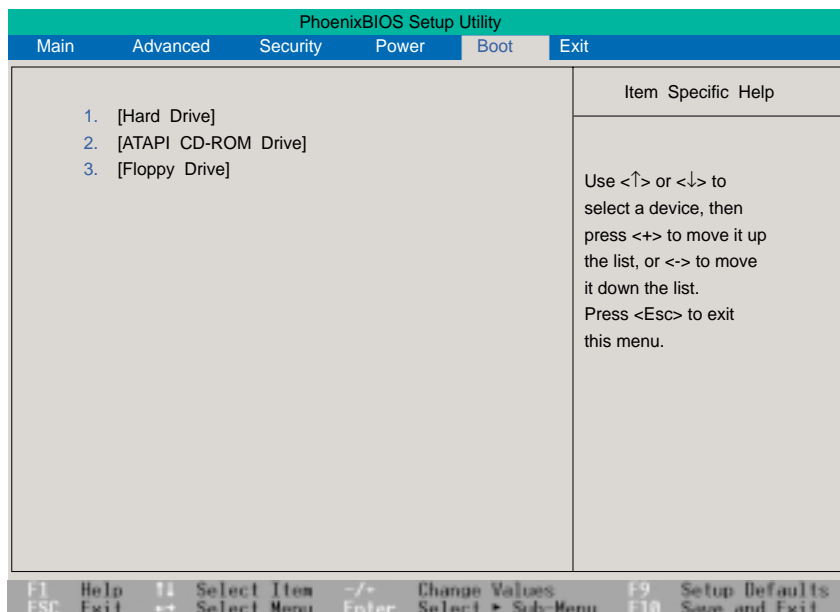 PhoenixBIOS Setup Utility
Main Advanced Security Power Boot Exit
1. [Hard Drive]
2. [ATAPI CD-ROM Drive]
3. [Floppy Drive]
Item Specific Help
Use <↑> or <↓> to
select a device, then
press <+> to move it up
the list, or <-> to move
it down the list.
Press <Esc> to exit
this menu.
F1 Help ↑↓ Select Item -/+ Change Values F9 Setup Defaults
ESC Exit ←→ Select Menu Enter Select ► Sub-Menu F10 Save and Exit